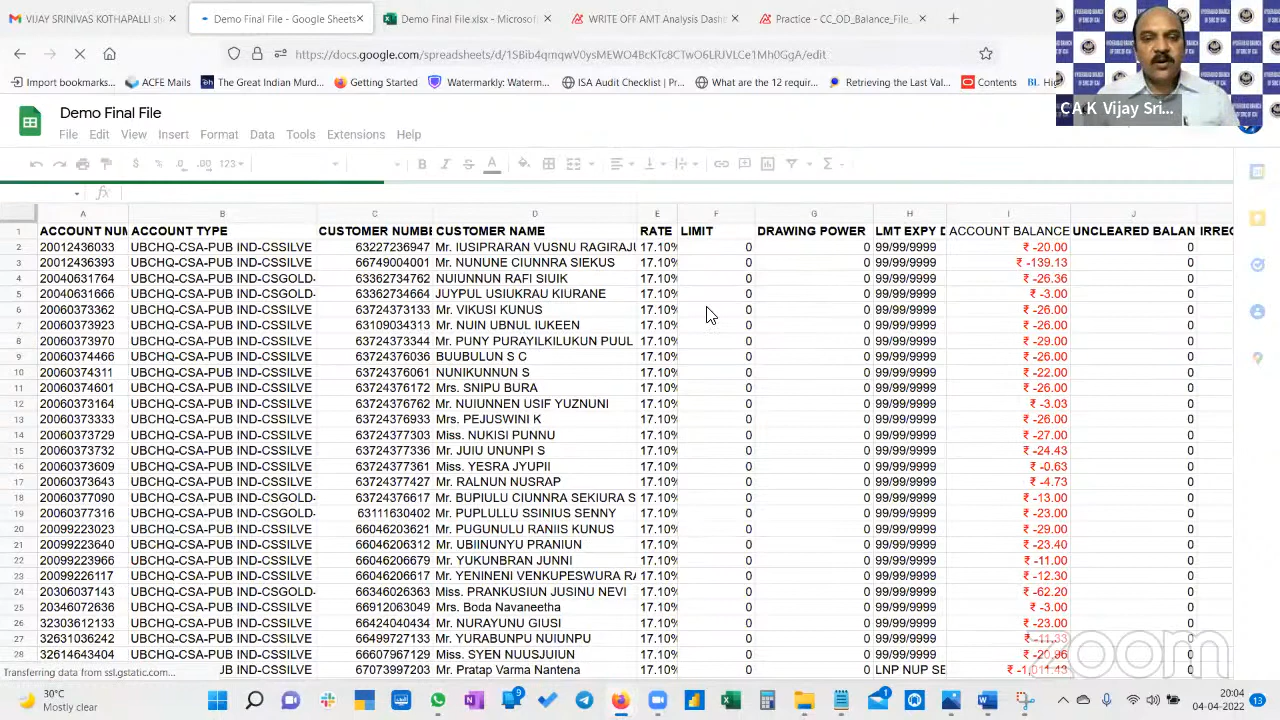 VIJAY SRINIVAS KOTHAPALLI
Demo Final File - Google Sheets
Demo Final File.xlsx -
WRITE OFF AMT Analysis Dash
Practice - CC_OD_Balance_File.
Import bookmarks...
ACFE Mails
The Great Indian Murd...
Getting Started
Watermarkly:
ISA Audit Checklist | Pr...
What are the 12 requir...
Retrieving the Last Val...
Contents
Demo Final File
File Edit View Insert Format Data Tools Extensions Help
C A K Vijay Sri...
$ % .0 .00 123
B I S A Σ
fx
A B C D E F G H I J
1 ACCOUNT NUM ACCOUNT TYPE CUSTOMER NUMBE CUSTOMER NAME RATE LIMIT DRAWING POWER LMT EXPY D ACCOUNT BALANCE UNCLEARED BALAN IRREG
2 20012436033 UBCHQ-CSA-PUB IND-CSSILVE 63227236947 Mr. IUSIPRARAN VUSNU RAGIRAJU 17.10% 0 0 99/99/9999 ₹ -20.00 0
3 20012436393 UBCHQ-CSA-PUB IND-CSSILVE 66749004001 Mr. NUNUNE CIUNNRA SIEKUS 17.10% 0 0 99/99/9999 ₹ -139.13 0
4 20040631764 UBCHQ-CSA-PUB IND-CSGOLD- 63362734762 NUIUNNUN RAFI SIUIK 17.10% 0 0 99/99/9999 ₹ -26.36 0
5 20040631666 UBCHQ-CSA-PUB IND-CSGOLD- 63362734664 JUYPUL USIUKRAU KIURANE 17.10% 0 0 99/99/9999 ₹ -3.00 0
6 20060373362 UBCHQ-CSA-PUB IND-CSSILVE 63724373133 Mr. VIKUSI KUNUS 17.10% 0 0 99/99/9999 ₹ -26.00 0
7 20060373923 UBCHQ-CSA-PUB IND-CSSILVE 63109034313 Mr. NUIN UBNUL IUKEEN 17.10% 0 0 99/99/9999 ₹ -26.00 0
8 20060373970 UBCHQ-CSA-PUB IND-CSSILVE 63724373344 Mr. PUNY PURAYILKILUKUN PUUL 17.10% 0 0 99/99/9999 ₹ -29.00 0
9 20060374466 UBCHQ-CSA-PUB IND-CSSILVE 63724376036 BUUBULUN S C 17.10% 0 0 99/99/9999 ₹ -26.00 0
10 20060374311 UBCHQ-CSA-PUB IND-CSSILVE 63724376061 NUNIKUNNUN S 17.10% 0 0 99/99/9999 ₹ -22.00 0
11 20060374601 UBCHQ-CSA-PUB IND-CSSILVE 63724376172 Mrs. SNIPU BURA 17.10% 0 0 99/99/9999 ₹ -26.00 0
12 20060373164 UBCHQ-CSA-PUB IND-CSSILVE 63724376762 Mr. NUIUNNEN USIF YUZNUNI 17.10% 0 0 99/99/9999 ₹ -3.03 0
13 20060373333 UBCHQ-CSA-PUB IND-CSSILVE 63724376933 Mrs. PEJUSWINI K 17.10% 0 0 99/99/9999 ₹ -26.00 0
14 20060373729 UBCHQ-CSA-PUB IND-CSSILVE 63724377303 Miss. NUKISI PUNNU 17.10% 0 0 99/99/9999 ₹ -27.00 0
15 20060373732 UBCHQ-CSA-PUB IND-CSSILVE 63724377336 Mr. JUIU UNUNPI S 17.10% 0 0 99/99/9999 ₹ -24.43 0
16 20060373609 UBCHQ-CSA-PUB IND-CSSILVE 63724377361 Miss. YESRA JYUPII 17.10% 0 0 99/99/9999 ₹ -0.63 0
17 20060373643 UBCHQ-CSA-PUB IND-CSSILVE 63724377427 Mr. RALNUN NUSRAP 17.10% 0 0 99/99/9999 ₹ -4.73 0
18 20060377090 UBCHQ-CSA-PUB IND-CSGOLD- 63724376617 Mr. BUPIULU CIUNNRA SEKIURA S 17.10% 0 0 99/99/9999 ₹ -13.00 0
19 20060377316 UBCHQ-CSA-PUB IND-CSGOLD- 63111630402 Mr. PUPLULLU SSINIUS SENNY 17.10% 0 0 99/99/9999 ₹ -23.00 0
20 20099223023 UBCHQ-CSA-PUB IND-CSSILVE 66046203621 Mr. PUGUNULU RANIIS KUNUS 17.10% 0 0 99/99/9999 ₹ -29.00 0
21 20099223640 UBCHQ-CSA-PUB IND-CSSILVE 66046206312 Mr. UBIINUNYU PRANIUN 17.10% 0 0 99/99/9999 ₹ -23.40 0
22 20099223966 UBCHQ-CSA-PUB IND-CSSILVE 66046206679 Mr. YUKUNBRAN JUNNI 17.10% 0 0 99/99/9999 ₹ -11.00 0
23 20099226117 UBCHQ-CSA-PUB IND-CSSILVE 66046206617 Mr. YENINENI VENKUPESWURA RA 17.10% 0 0 99/99/9999 ₹ -12.30 0
24 20306037143 UBCHQ-CSA-PUB IND-CSGOLD- 66346026363 Miss. PRANKUSIUN JUSINU NEVI 17.10% 0 0 99/99/9999 ₹ -62.20 0
25 20346072636 UBCHQ-CSA-PUB IND-CSSILVE 66912063049 Mrs. Boda Navaneetha 17.10% 0 0 99/99/9999 ₹ -3.00 0
26 32303612133 UBCHQ-CSA-PUB IND-CSSILVE 66424040434 Mr. NURAYUNU GIUSI 17.10% 0 0 99/99/9999 ₹ -23.00 0
27 32631036242 UBCHQ-CSA-PUB IND-CSSILVE 66499727133 Mr. YURABUNPU NUIUNPU 17.10% 0 0 99/99/9999 ₹ -11.33 0
28 32614643404 UBCHQ-CSA-PUB IND-CSSILVE 66607967129 Miss. SYEN NUUSJUIUN 17.10% 0 0 99/99/9999 ₹ -20.96 0
UB IND-CSSILVE 67073997203 Mr. Pratap Varma Nantena 17.10% 0 0 LNP NUP SE ₹ -1,011.43 0
Transferring data from ssl.gstatic.com...
zoom
30°C
Mostly clear
20:04
04-04-2022
13